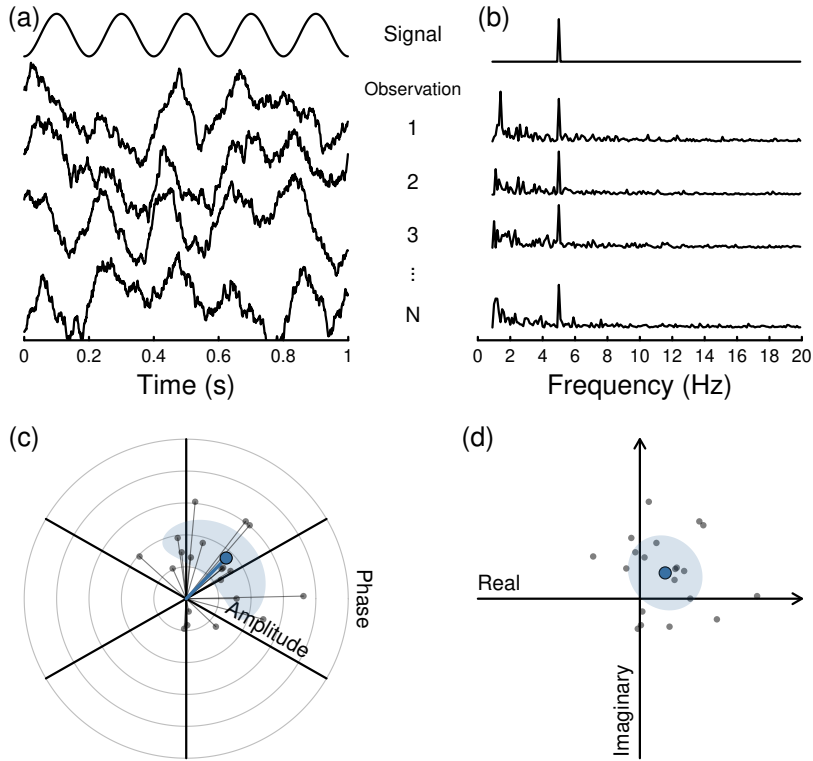 (a)
(b)
Signal
Observation
1
2
3
...
N
0 0.2 0.4 0.6 0.8 1
0 2 4 6 8 10 12 14 16 18 20
Time (s)
Frequency (Hz)
(c)
(d)
Phase
Amplitude
Real
Imaginary